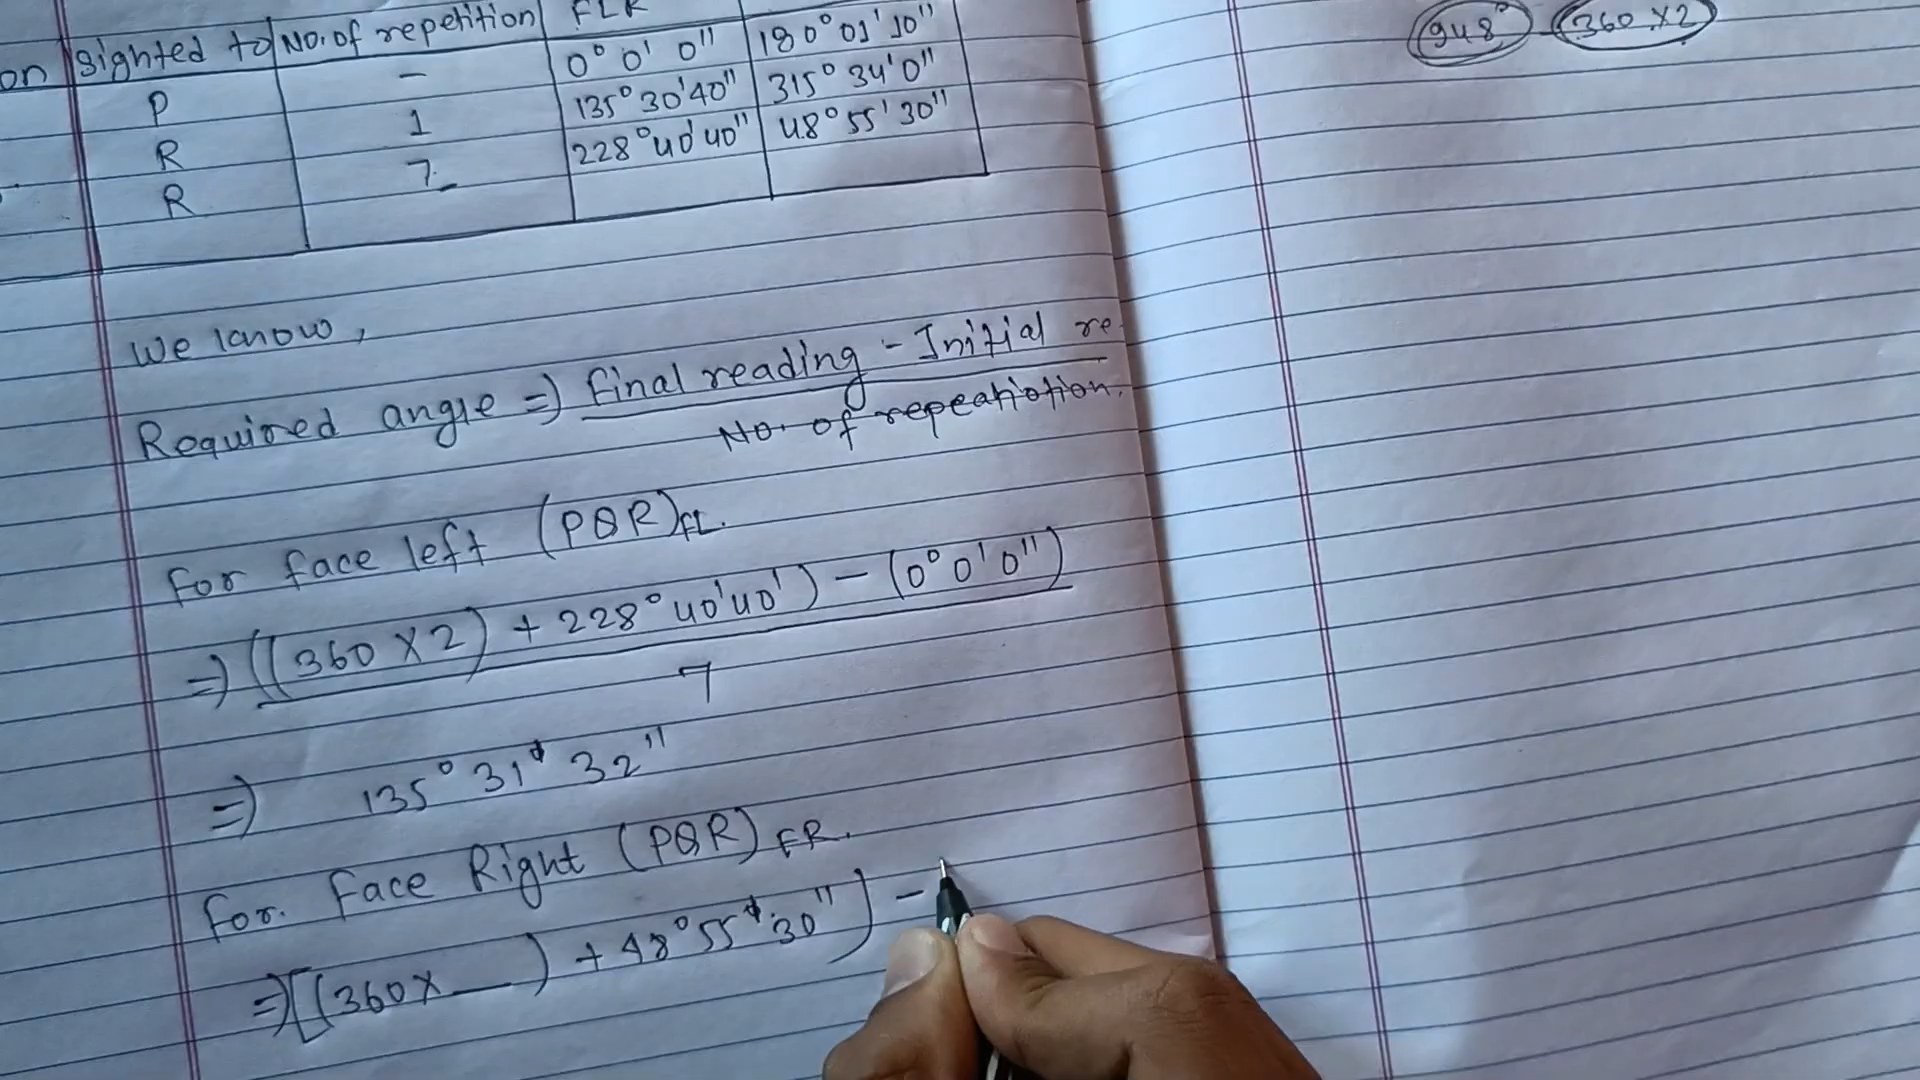 on sighted to No. of repetition FLR
P - 0° 0' 0" 180° 01' 10"
R 1 135° 30' 40" 315° 34' 0"
R 7 228° 40' 40" 48° 55' 30"
948° 360 X2
We know,
Required angle => final reading - Initial re
No. of repeatiotion.
For face left (PQR)FL.
=> ((360 X 2) + 228° 40' 40') - (0° 0' 0")
7
=> 135° 31' 32"
for. Face Right (PQR) FR.
=> [(360X__) + 48° 55' 30") -